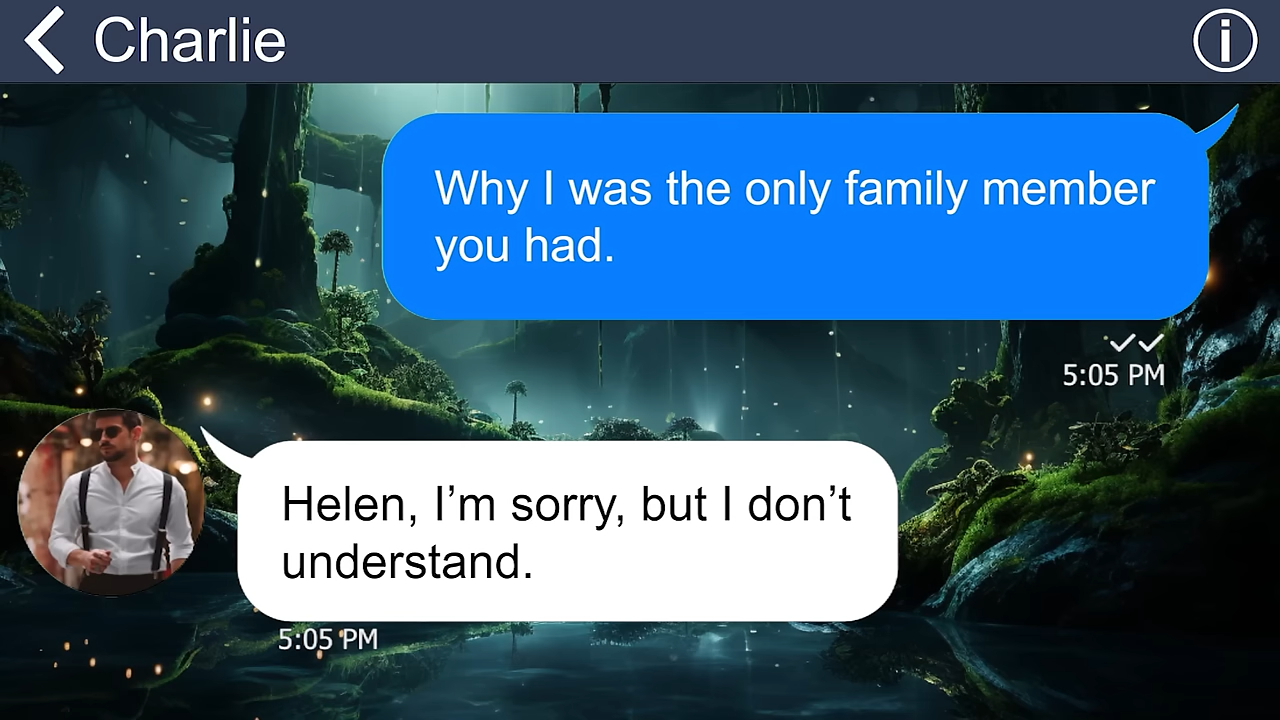 Charlie
Why I was the only family member
you had.
5:05 PM
Helen, I’m sorry, but I don’t
understand.
5:05 PM